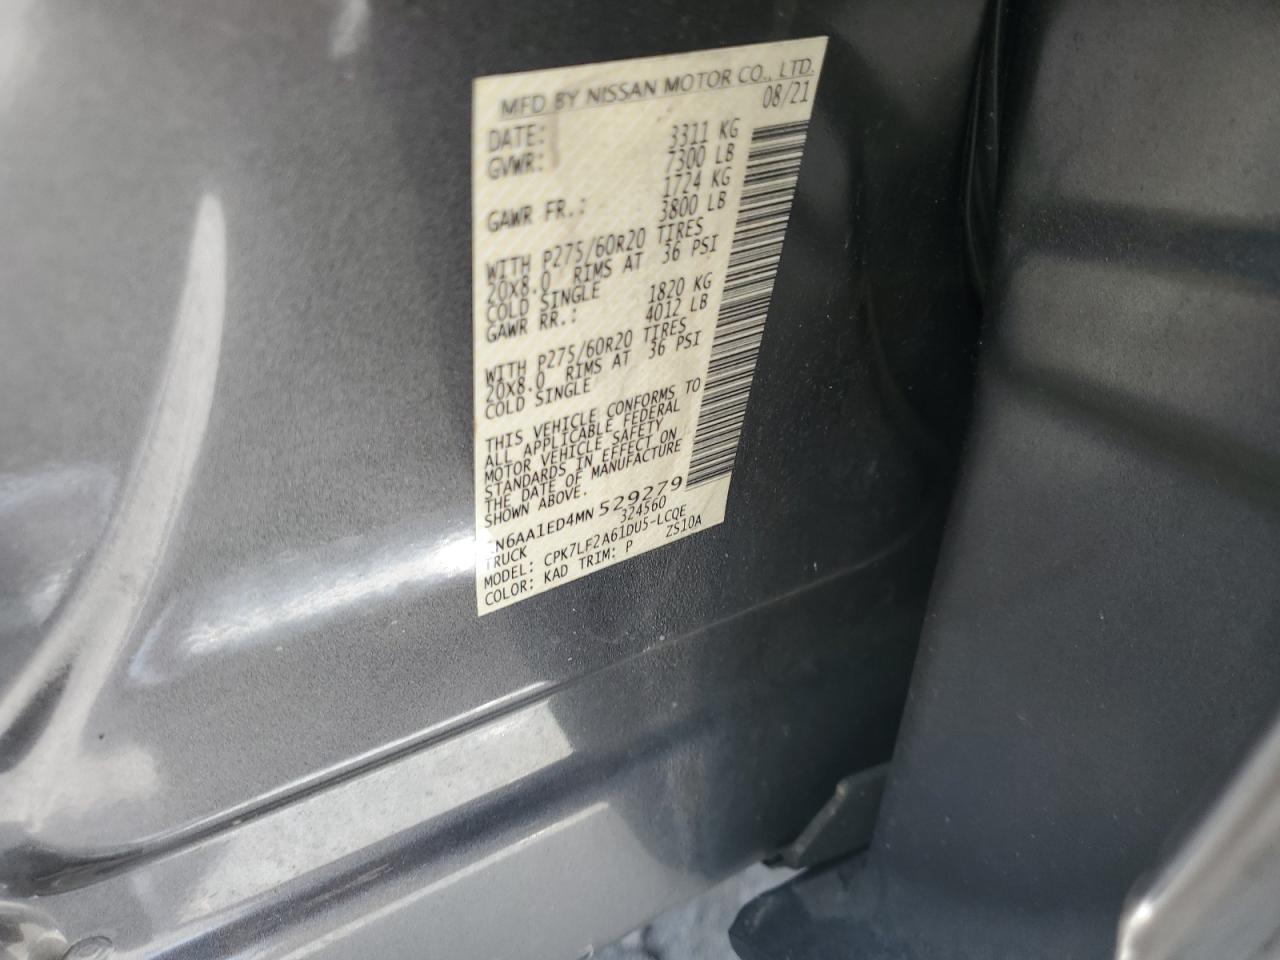 MFD BY NISSAN MOTOR CO., LTD.
DATE: 08/21
GVWR: 3311 KG
7300 LB
GAWR FR.: 1724 KG
3800 LB
WITH P275/60R20 TIRES
20X8.0 RIMS AT 36 PSI
COLD SINGLE
GAWR RR.: 1820 KG
4012 LB
WITH P275/60R20 TIRES
20X8.0 RIMS AT 36 PSI
COLD SINGLE
THIS VEHICLE CONFORMS TO
ALL APPLICABLE FEDERAL
MOTOR VEHICLE SAFETY
STANDARDS IN EFFECT ON
THE DATE OF MANUFACTURE
SHOWN ABOVE.
N6AA1ED4MN529279
TRUCK 324560
MODEL: CPK7LF2A61DU5-LCQE
COLOR: KAD TRIM: P ZS10A